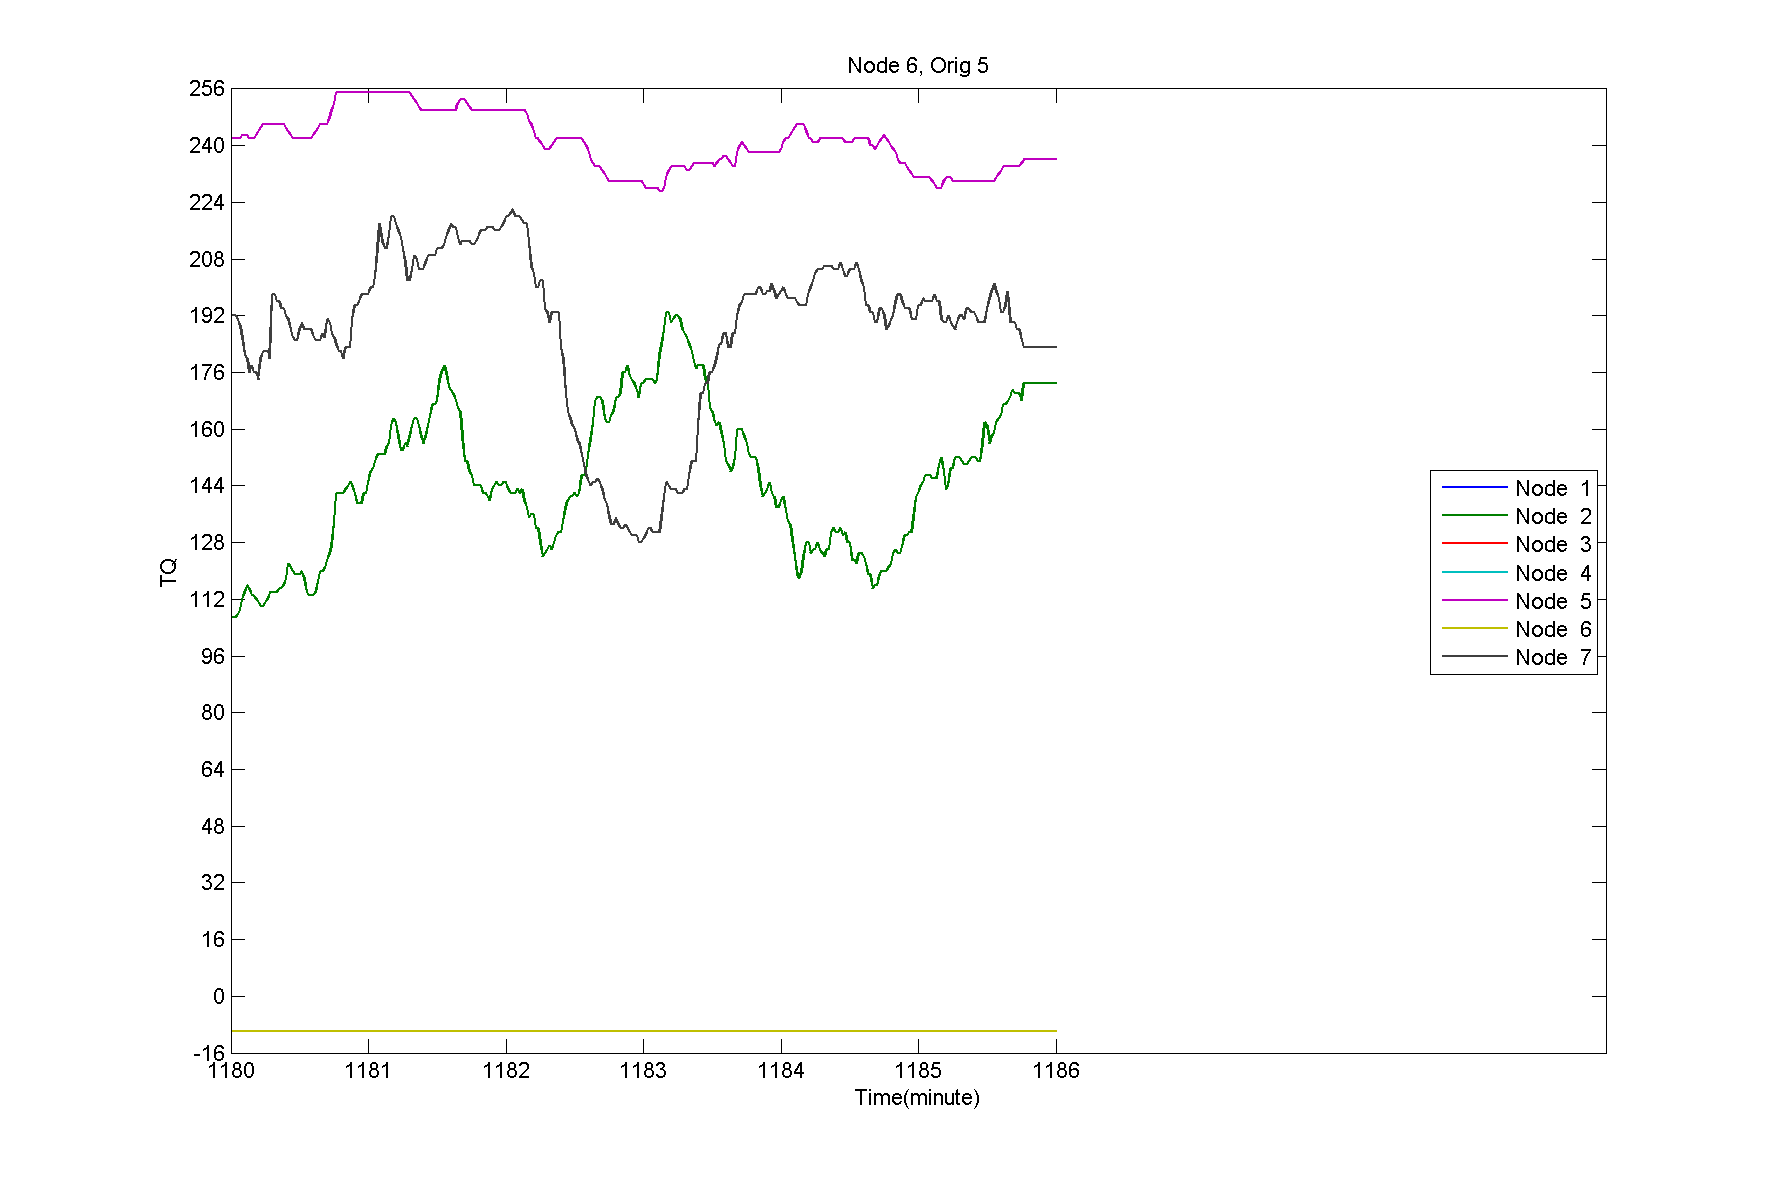 Node 6, Orig 5
256
240
224
208
192
176
160
144
128
112
96
80
64
48
32
16
0
-16
TQ
Node 1
Node 2
Node 3
Node 4
Node 5
Node 6
Node 7
1180 1181 1182 1183 1184 1185 1186
Time(minute)